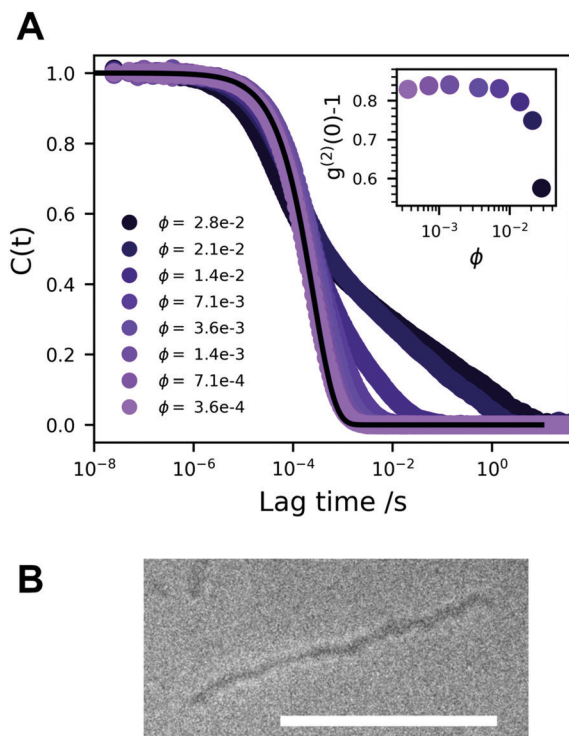 A
1.0
0.8
0.6
0.4
0.2
0.0
C(t)
ϕ = 2.8e-2
ϕ = 2.1e-2
ϕ = 1.4e-2
ϕ = 7.1e-3
ϕ = 3.6e-3
ϕ = 1.4e-3
ϕ = 7.1e-4
ϕ = 3.6e-4
g⁽²⁾(0)-1
0.8
0.7
0.6
10⁻³ 10⁻²
ϕ
10⁻⁸ 10⁻⁶ 10⁻⁴ 10⁻² 10⁰
Lag time /s
B